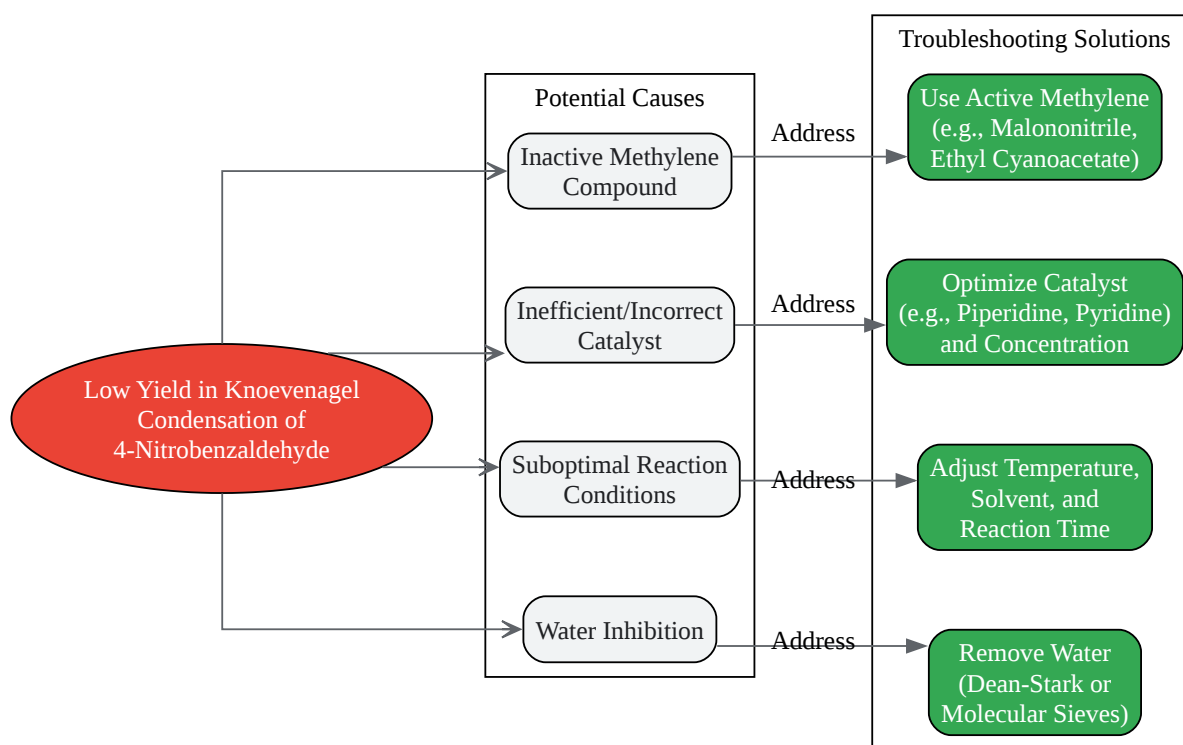 Low Yield in Knoevenagel
Condensation of
4-Nitrobenzaldehyde
Potential Causes
Inactive Methylene
Compound
Inefficient/Incorrect
Catalyst
Suboptimal Reaction
Conditions
Water Inhibition
Address
Address
Address
Address
Troubleshooting Solutions
Use Active Methylene
(e.g., Malononitrile,
Ethyl Cyanoacetate)
Optimize Catalyst
(e.g., Piperidine, Pyridine)
and Concentration
Adjust Temperature,
Solvent, and
Reaction Time
Remove Water
(Dean-Stark or
Molecular Sieves)